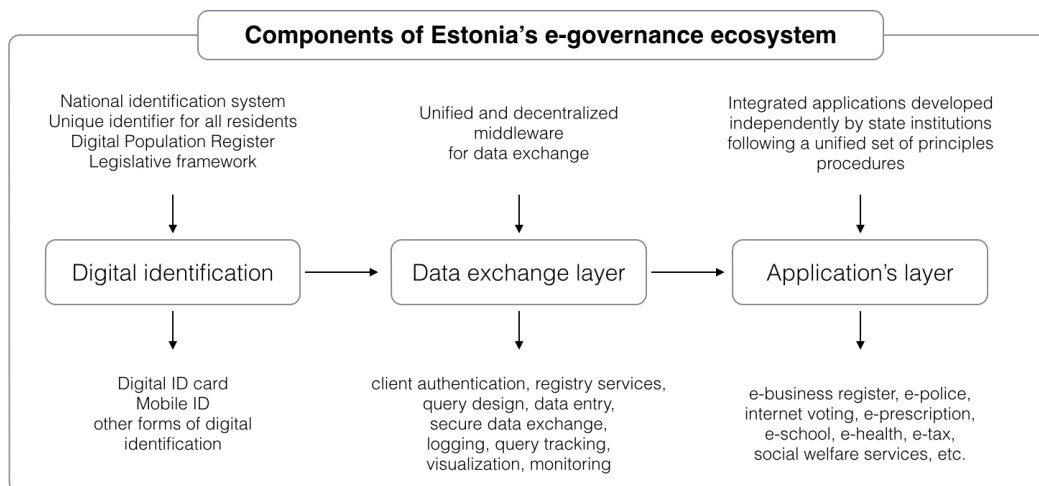 Components of Estonia's e-governance ecosystem
National identification system
Unique identifier for all residents
Digital Population Register
Legislative framework
Unified and decentralized
middleware
for data exchange
Integrated applications developed
independently by state institutions
following a unified set of principles
procedures
Digital identification
Data exchange layer
Application's layer
Digital ID card
Mobile ID
other forms of digital
identification
client authentication, registry services,
query design, data entry,
secure data exchange,
logging, query tracking,
visualization, monitoring
e-business register, e-police,
internet voting, e-prescription,
e-school, e-health, e-tax,
social welfare services, etc.